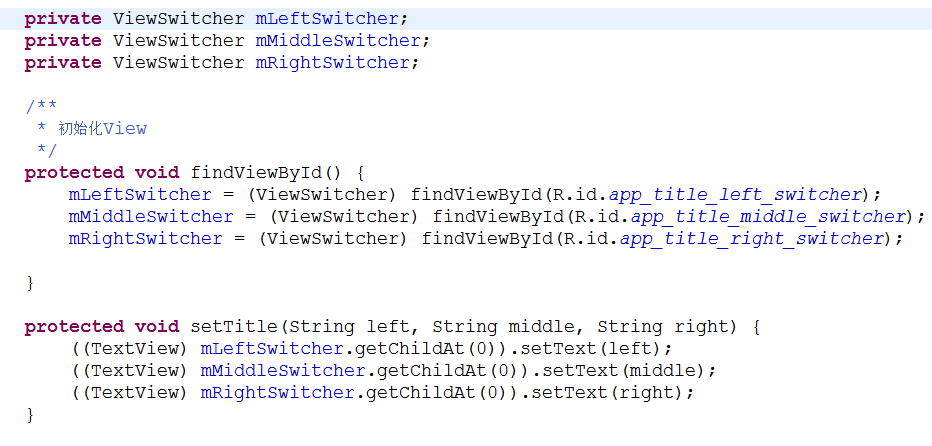 private ViewSwitcher mLeftSwitcher;
private ViewSwitcher mMiddleSwitcher;
private ViewSwitcher mRightSwitcher;
/**
 * 初始化View
 */
protected void findViewById() {
    mLeftSwitcher = (ViewSwitcher) findViewById(R.id.app_title_left_switcher);
    mMiddleSwitcher = (ViewSwitcher) findViewById(R.id.app_title_middle_switcher);
    mRightSwitcher = (ViewSwitcher) findViewById(R.id.app_title_right_switcher);
}
protected void setTitle(String left, String middle, String right) {
    ((TextView) mLeftSwitcher.getChildAt(0)).setText(left);
    ((TextView) mMiddleSwitcher.getChildAt(0)).setText(middle);
    ((TextView) mRightSwitcher.getChildAt(0)).setText(right);
}